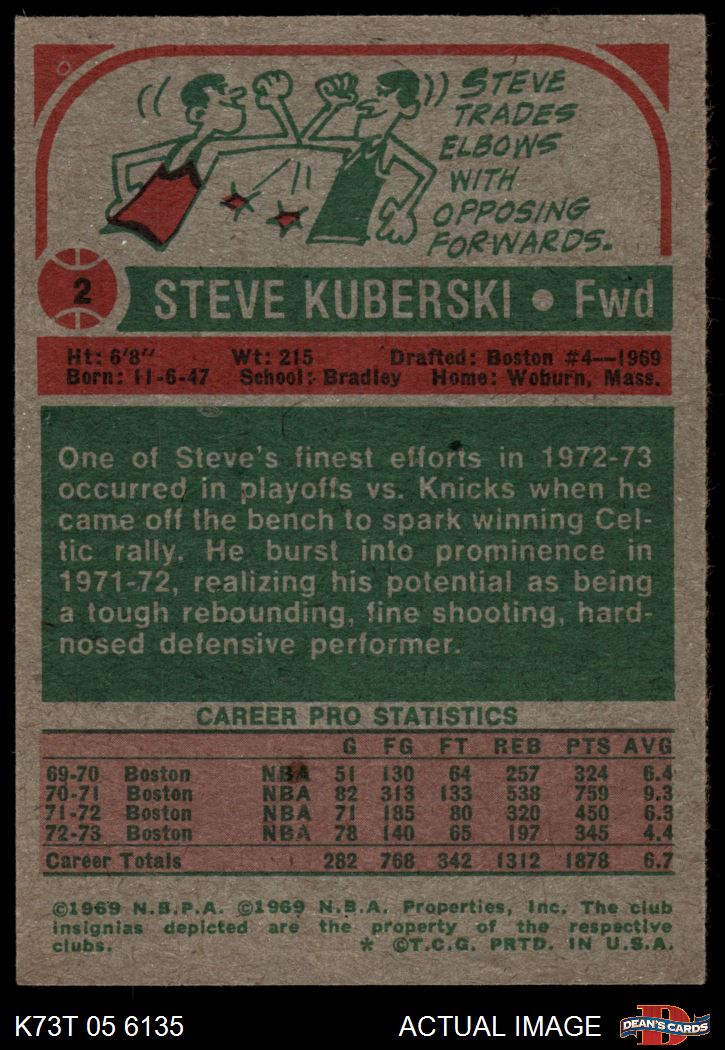 STEVE
TRADES
ELBOWS
WITH
OPPOSING
FORWARDS.
2 STEVE KUBERSKI • Fwd
Ht: 6'8" Wt: 215 Drafted: Boston #4—1969
Born: 11-6-47 School: Bradley Home: Woburn, Mass.
One of Steve's finest efforts in 1972-73
occurred in playoffs vs. Knicks when he
came off the bench to spark winning Cel-
tic rally. He burst into prominence in
1971-72, realizing his potential as being
a tough rebounding, fine shooting, hard-
nosed defensive performer.
CAREER PRO STATISTICS
G FG FT REB PTS AVG
69-70 Boston NBA 51 130 64 257 324 6.4
70-71 Boston NBA 82 313 133 538 759 9.3
71-72 Boston NBA 71 185 80 320 450 6.3
72-73 Boston NBA 78 140 65 197 345 4.4
Career Totals 282 768 342 1312 1878 6.7
©1969 N.B.P.A. ©1969 N.B.A. Properties, Inc. The club
insignias depicted are the property of the respective
clubs. * ©T.C.G. PRTD. IN U.S.A.
K73T 05 6135 ACTUAL IMAGE D DEAN'S CARDS